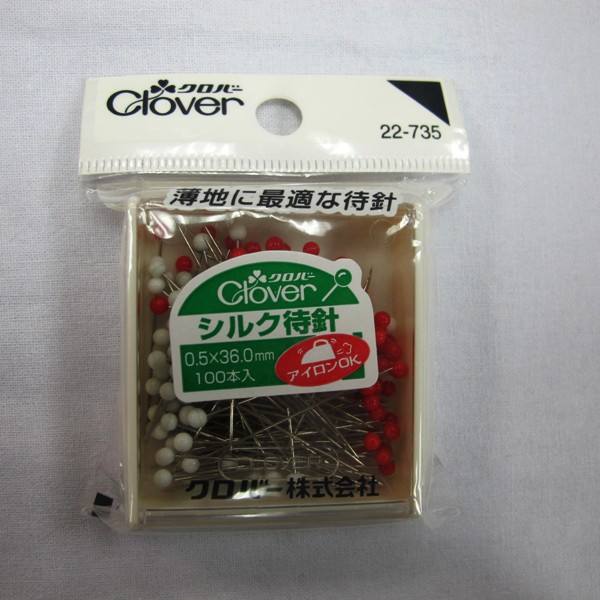 クロバー
Clover
22-735
薄地に最適な待針
クロバー
Clover
シルク待針
0.5×36.0mm
100本入
アイロンOK
クロバー株式会社